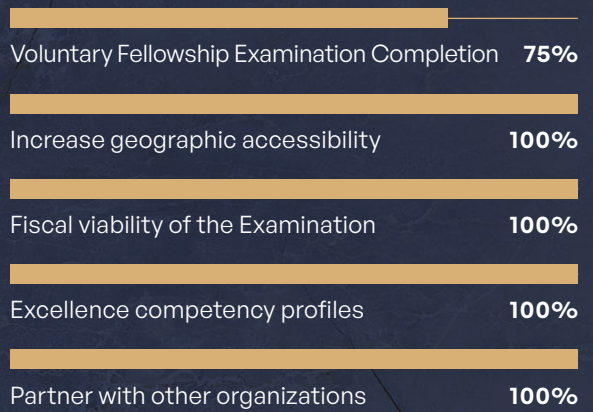 Voluntary Fellowship Examination Completion 75%
Increase geographic accessibility 100%
Fiscal viability of the Examination 100%
Excellence competency profiles 100%
Partner with other organizations 100%